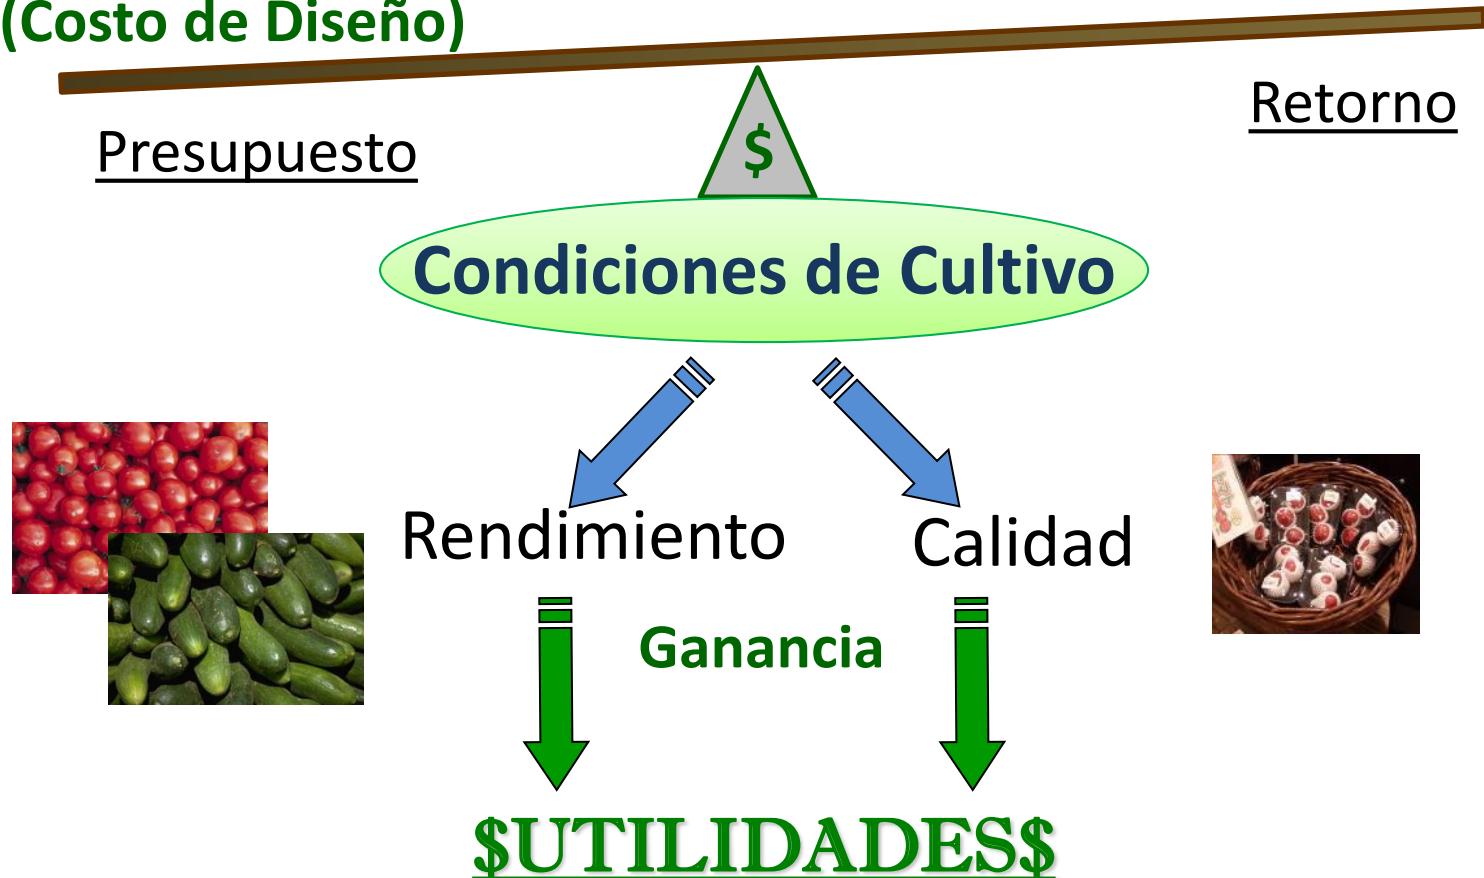 (Costo de Diseño)
Retorno
Presupuesto
$
Condiciones de Cultivo
Rendimiento
Calidad
Ganancia
$UTILIDADES$